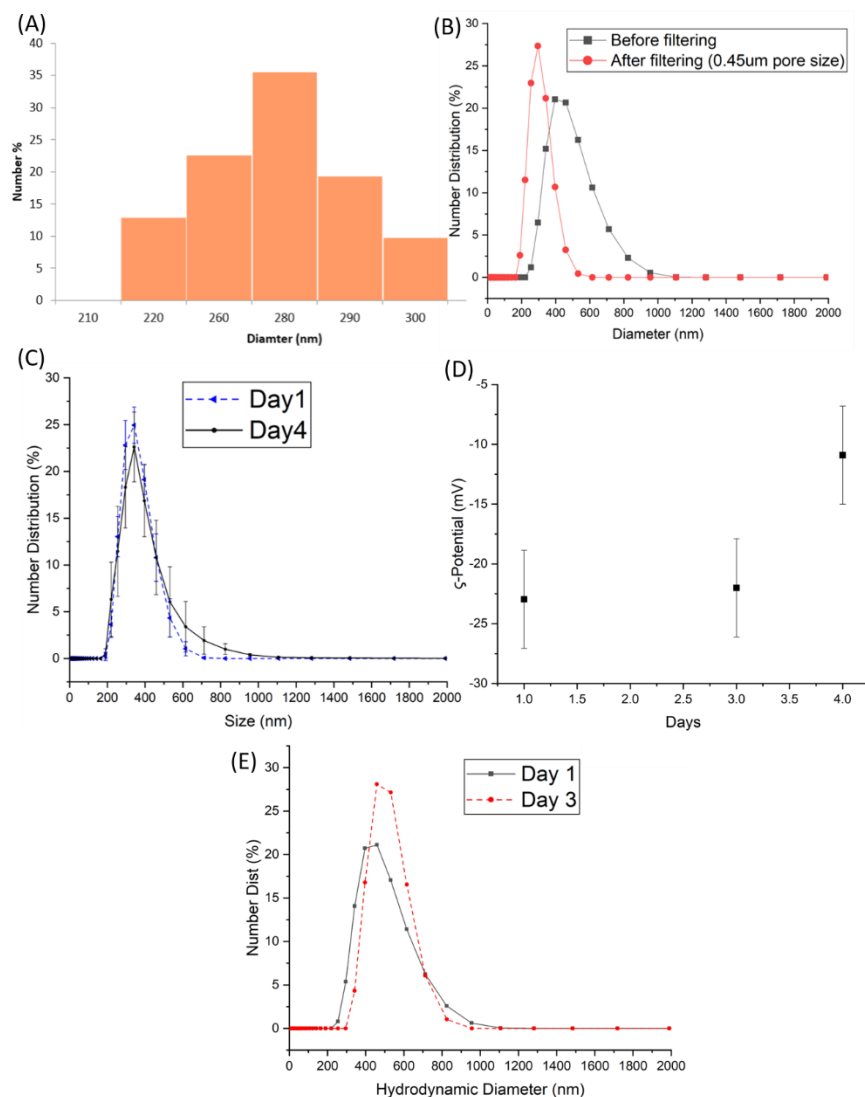 (A)
40
35
30
25
20
15
10
5
0
Number %
210 220 260 280 290 300
Diamter (nm)
(B)
Before filtering
After filtering (0.45um pore size)
30
25
20
15
10
5
0
Number Distribution (%)
0 200 400 600 800 1000 1200 1400 1600 1800 2000
Diameter (nm)
(C)
Day1
Day4
30
25
20
15
10
5
0
Number Distribution (%)
0 200 400 600 800 1000 1200 1400 1600 1800 2000
Size (nm)
(D)
-5
-10
-15
-20
-25
-30
ς-Potential (mV)
1.0 1.5 2.0 2.5 3.0 3.5 4.0
Days
(E)
Day 1
Day 3
30
25
20
15
10
5
0
Number Dist (%)
0 200 400 600 800 1000 1200 1400 1600 1800 2000
Hydrodynamic Diameter (nm)